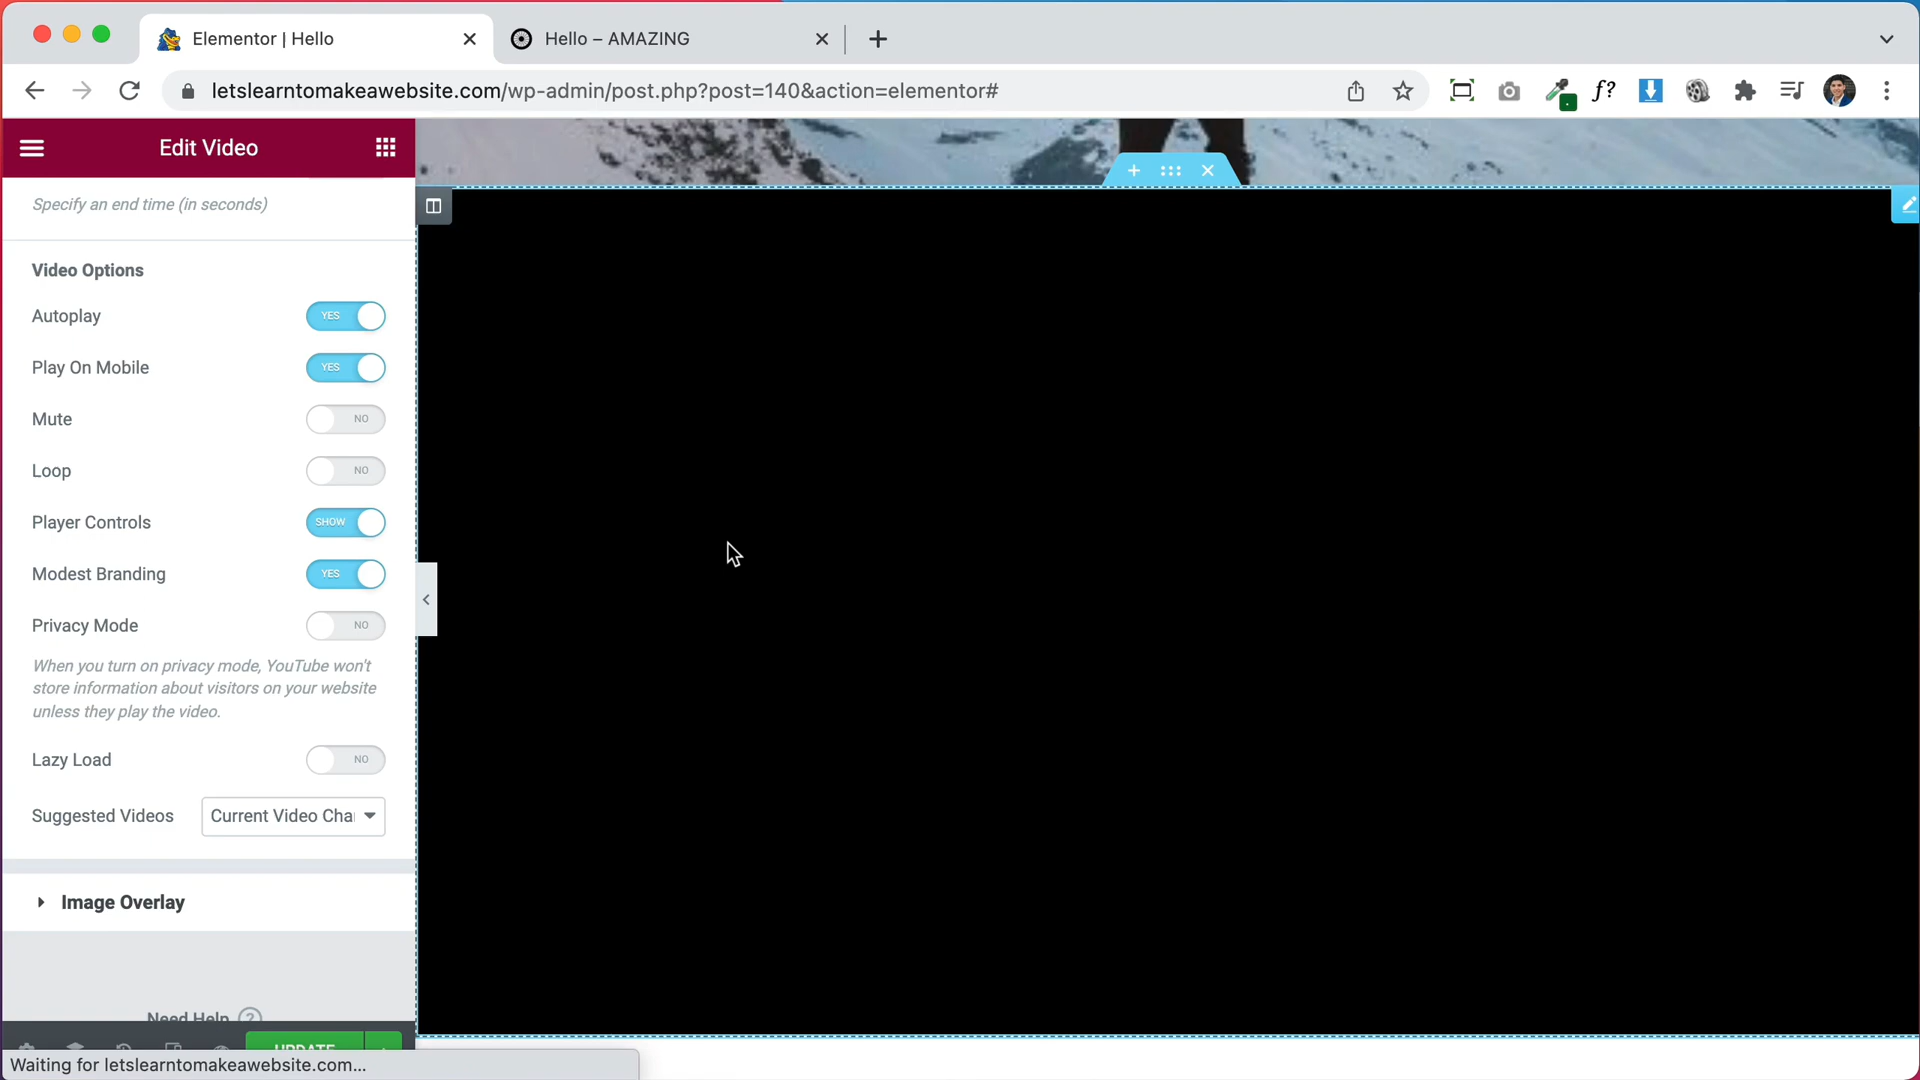 Elementor | Hello
Hello – AMAZING
letslearntomakeawebsite.com/wp-admin/post.php?post=140&action=elementor#
f?
Edit Video
Specify an end time (in seconds)
Video Options
Autoplay YES
Play On Mobile YES
Mute NO
Loop NO
Player Controls SHOW
Modest Branding YES
Privacy Mode NO
When you turn on privacy mode, YouTube won't
store information about visitors on your website
unless they play the video.
Lazy Load NO
Suggested Videos Current Video Cha
Image Overlay
Need Help ?
UPDATE
Waiting for letslearntomakeawebsite.com...